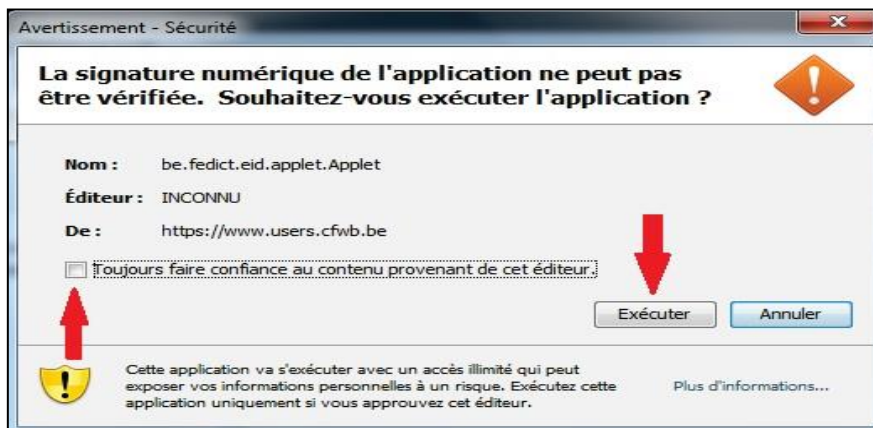 Avertissement - Sécurité
La signature numérique de l'application ne peut pas
être vérifiée. Souhaitez-vous exécuter l'application ?
Nom : be.fedict.eid.applet.Applet
Éditeur : INCONNU
De : https://www.users.cfwb.be
Toujours faire confiance au contenu provenant de cet éditeur.
Exécuter Annuler
Cette application va s'exécuter avec un accès illimité qui peut
exposer vos informations personnelles à un risque. Exécutez cette
application uniquement si vous approuvez cet éditeur.
Plus d'informations...